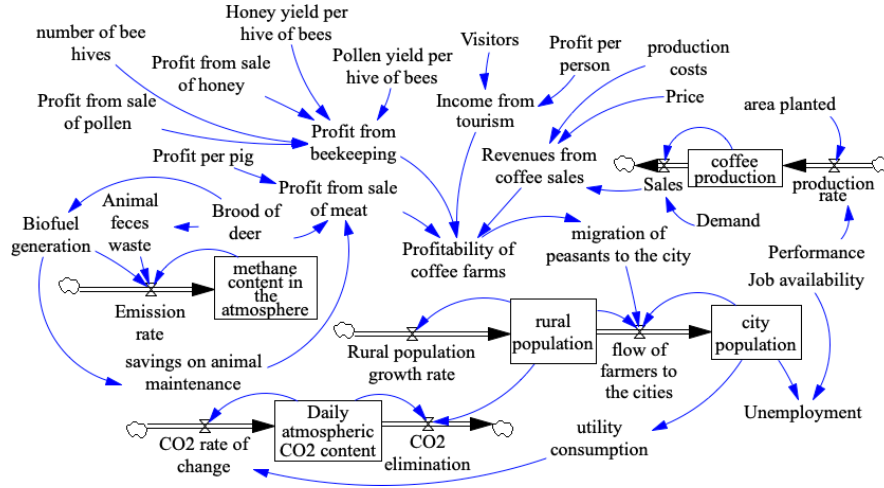 Honey yield per
hive of bees
number of bee
hives
Visitors
Profit per
person
production
costs
Pollen yield per
hive of bees
Profit from sale
of honey
Price
area planted
Profit from sale
of pollen
Income from
tourism
Profit from
beekeeping
Revenues from
coffee sales
coffee
production
Profit per pig
Profit from sale
of meat
Sales
production
rate
Animal
feces
waste
Brood of
deer
Biofuel
generation
Demand
Profitability of
coffee farms
migration of
peasants to the city
Performance
Job availability
methane
content in
the
atmosphere
Emission
rate
rural
population
city
population
Rural population
growth rate
flow of
farmers to
the cities
savings on animal
maintenance
Unemployment
Daily
atmospheric
CO2 content
utility
consumption
CO2 rate of
change
CO2
elimination